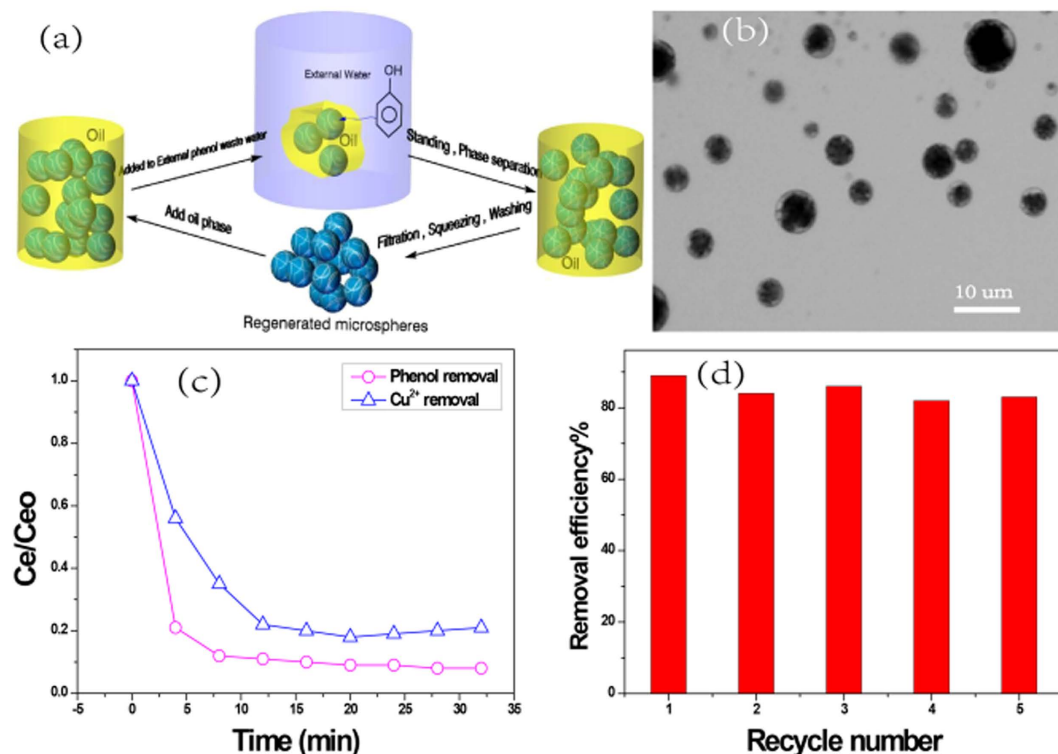 (a)
External Water
OH
Oil
Oil
Added to External phenol waste water
Standing , Phase separation
Oil
Oil
Add oil phase
Filtration , Squeezing , Washing
Regenerated microspheres
(b)
10 um
(c)
Phenol removal
Cu²⁺ removal
1.0
0.8
0.6
0.4
0.2
0.0
-5 0 5 10 15 20 25 30 35
Ce/Ceo
Time (min)
(d)
80
60
40
20
0
1 2 3 4 5
Removal efficiency%
Recycle number